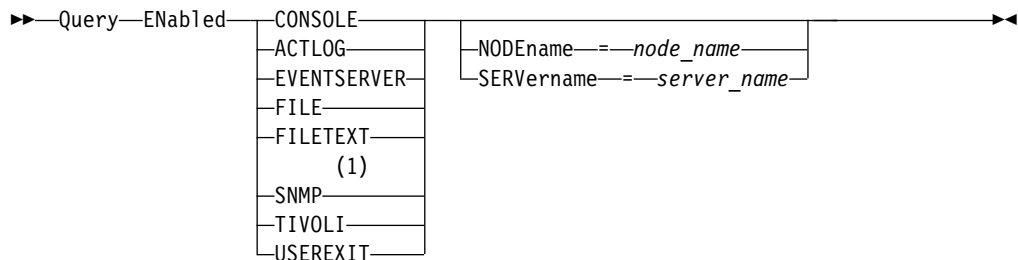 Query ENabled CONSOLE
ACTLOG NODEname = node_name
EVENTSERVER SERVername = server_name
FILE
FILETEXT
(1)
SNMP
TIVOLI
USEREXIT